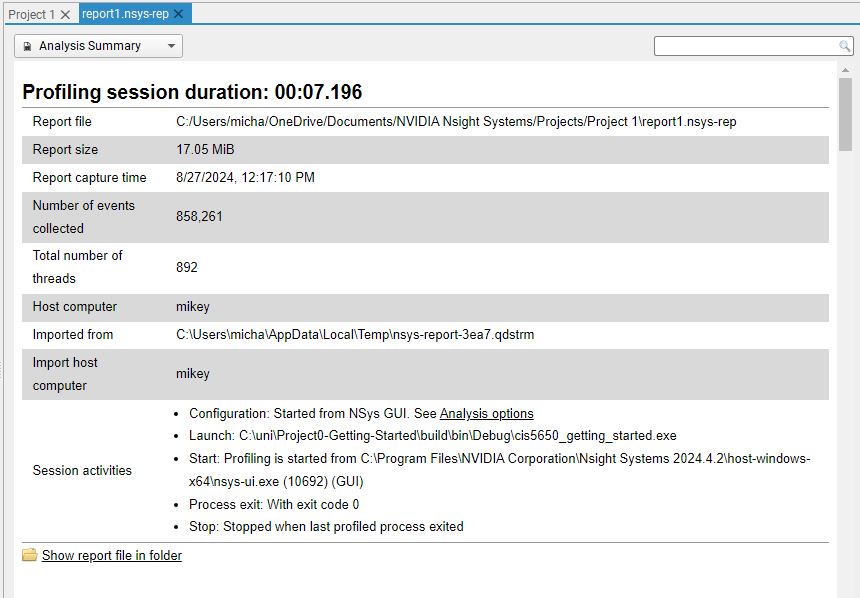 Project 1
report1.nsys-rep
Analysis Summary
Profiling session duration: 00:07.196
Report file
C:/Users/micha/OneDrive/Documents/NVIDIA Nsight Systems/Projects/Project 1\report1.nsys-rep
Report size
17.05 MiB
Report capture time
8/27/2024, 12:17:10 PM
Number of events
collected
858,261
Total number of
threads
892
Host computer
mikey
Imported from
C:\Users\micha\AppData\Local\Temp\nsys-report-3ea7.qdstrm
Import host
computer
mikey
Session activities
• Configuration: Started from NSys GUI. See Analysis options
• Launch: C:\uni\Project0-Getting-Started\build\bin\Debug\cis5650_getting_started.exe
• Start: Profiling is started from C:\Program Files\NVIDIA Corporation\Nsight Systems 2024.4.2\host-windows-
x64\nsys-ui.exe (10692) (GUI)
• Process exit: With exit code 0
• Stop: Stopped when last profiled process exited
Show report file in folder